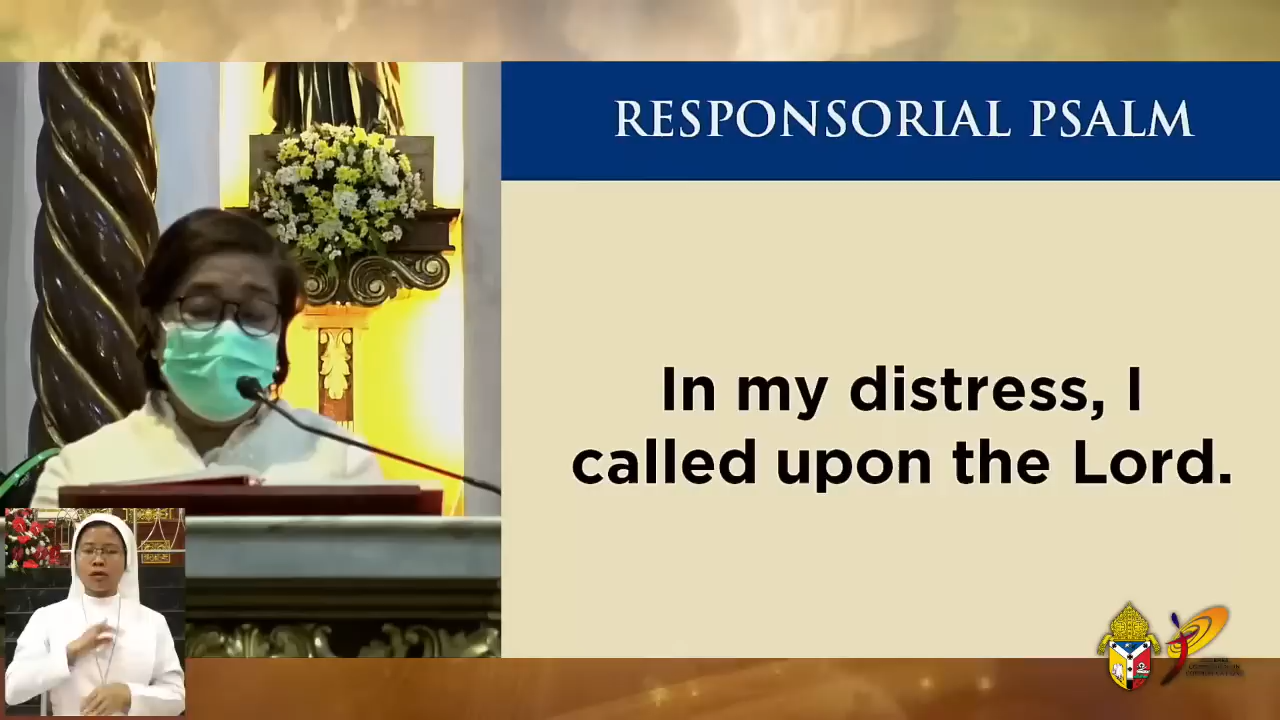 RESPONSORIAL PSALM
In my distress, I
called upon the Lord.